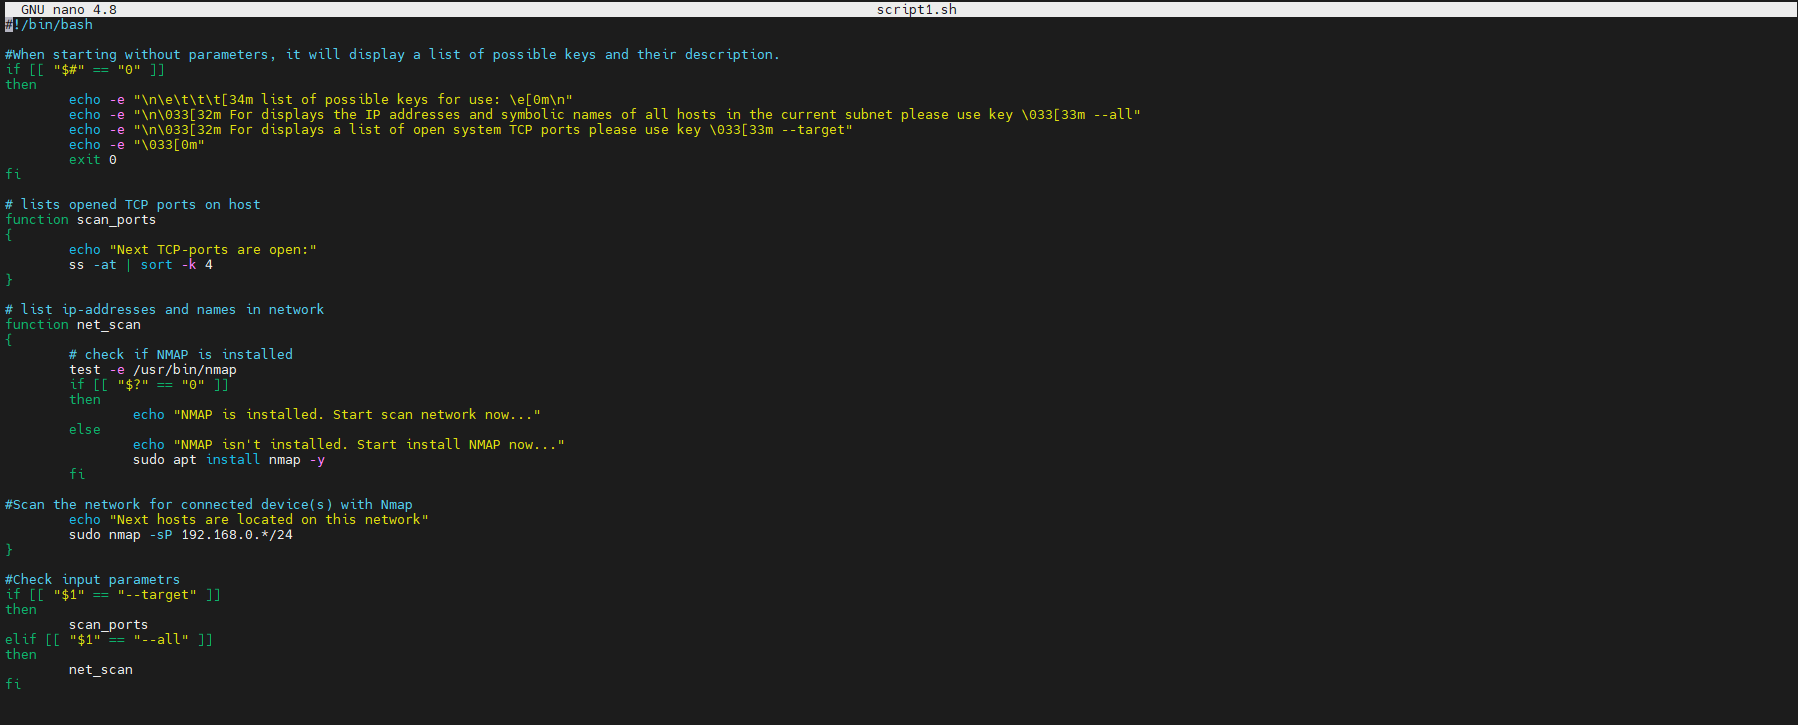 GNU nano 4.8 script1.sh
#!/bin/bash
#When starting without parameters, it will display a list of possible keys and their description.
if [[ "$#" == "0" ]]
then
echo -e "\n\e\t\t\t[34m list of possible keys for use: \e[0m\n"
echo -e "\n\033[32m For displays the IP addresses and symbolic names of all hosts in the current subnet please use key \033[33m --all"
echo -e "\n\033[32m For displays a list of open system TCP ports please use key \033[33m --target"
echo -e "\033[0m"
exit 0
fi
# lists opened TCP ports on host
function scan_ports
{
echo "Next TCP-ports are open:"
ss -at | sort -k 4
}
# list ip-addresses and names in network
function net_scan
{
# check if NMAP is installed
test -e /usr/bin/nmap
if [[ "$?" == "0" ]]
then
echo "NMAP is installed. Start scan network now..."
else
echo "NMAP isn't installed. Start install NMAP now..."
sudo apt install nmap -y
fi
#Scan the network for connected device(s) with Nmap
echo "Next hosts are located on this network"
sudo nmap -sP 192.168.0.*/24
}
#Check input parametrs
if [[ "$1" == "--target" ]]
then
scan_ports
elif [[ "$1" == "--all" ]]
then
net_scan
fi